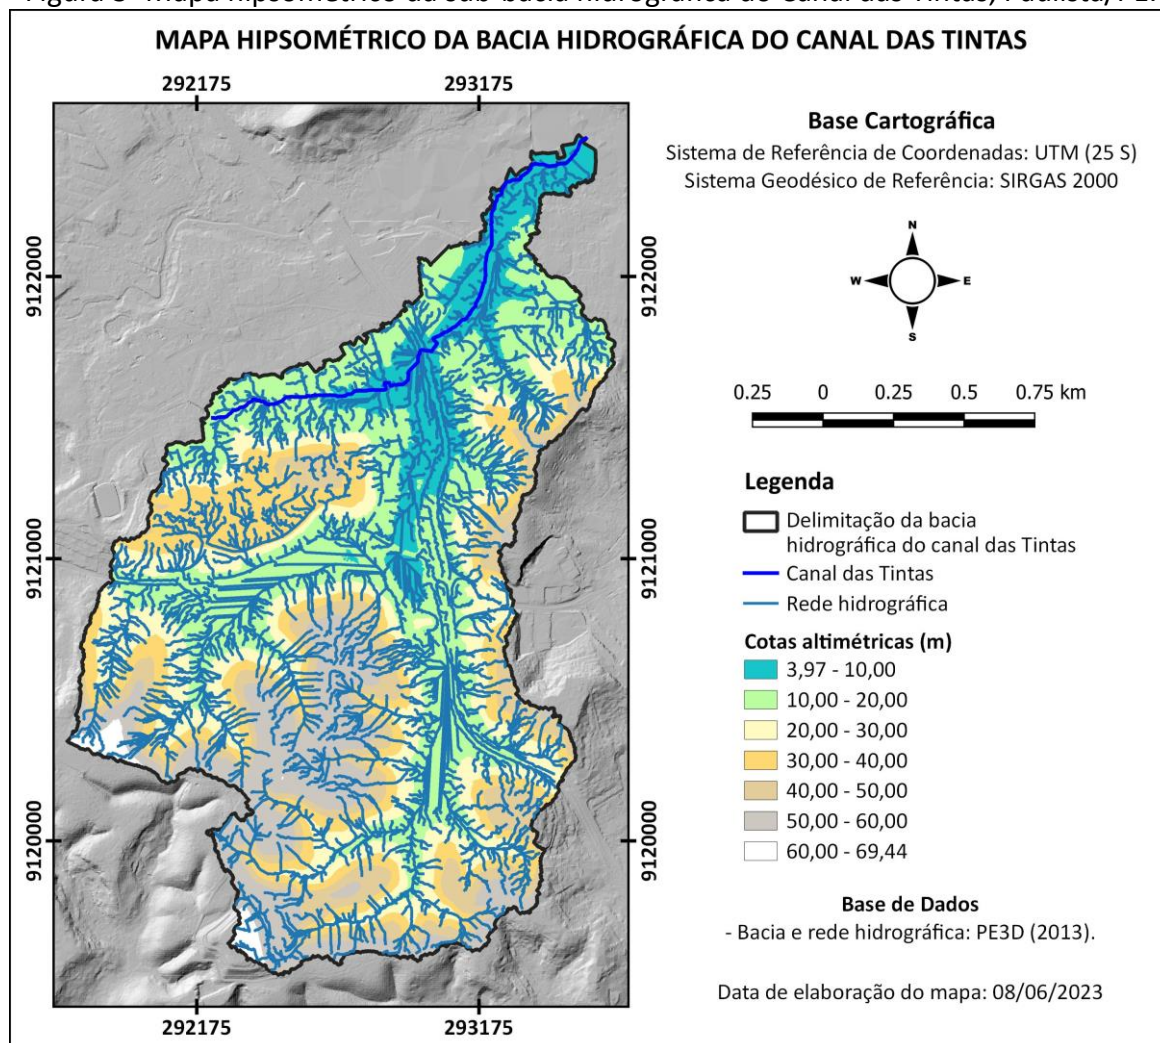 MAPA HIPSOMÉTRICO DA BACIA HIDROGRÁFICA DO CANAL DAS TINTAS
292175
293175
9122000
9121000
9120000
9122000
9121000
9120000
292175
293175
Base Cartográfica
Sistema de Referência de Coordenadas: UTM (25 S)
Sistema Geodésico de Referência: SIRGAS 2000
N
W
E
S
0.25 0 0.25 0.5 0.75 km
Legenda
Delimitação da bacia
hidrográfica do canal das Tintas
Canal das Tintas
Rede hidrográfica
Cotas altimétricas (m)
3,97 - 10,00
10,00 - 20,00
20,00 - 30,00
30,00 - 40,00
40,00 - 50,00
50,00 - 60,00
60,00 - 69,44
Base de Dados
- Bacia e rede hidrográfica: PE3D (2013).
Data de elaboração do mapa: 08/06/2023